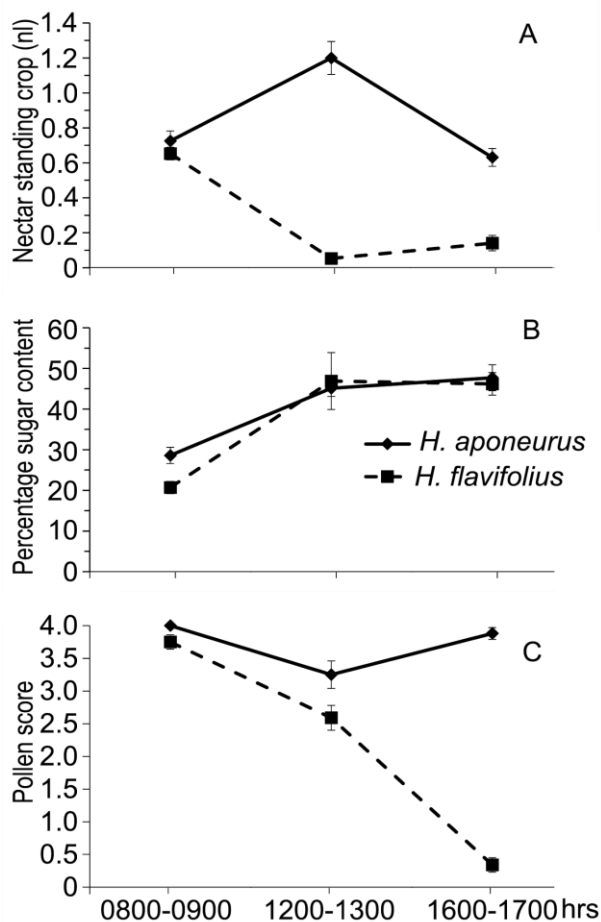 A
Nectar standing crop (nl)
1.4
1.2
1.0
0.8
0.6
0.4
0.2
0
B
Percentage sugar content
60
50
40
30
20
10
0
H. aponeurus
H. flavifolius
C
Pollen score
4.0
3.5
3.0
2.5
2.0
1.5
1.0
0.5
0
0800-0900 1200-1300 1600-1700 hrs